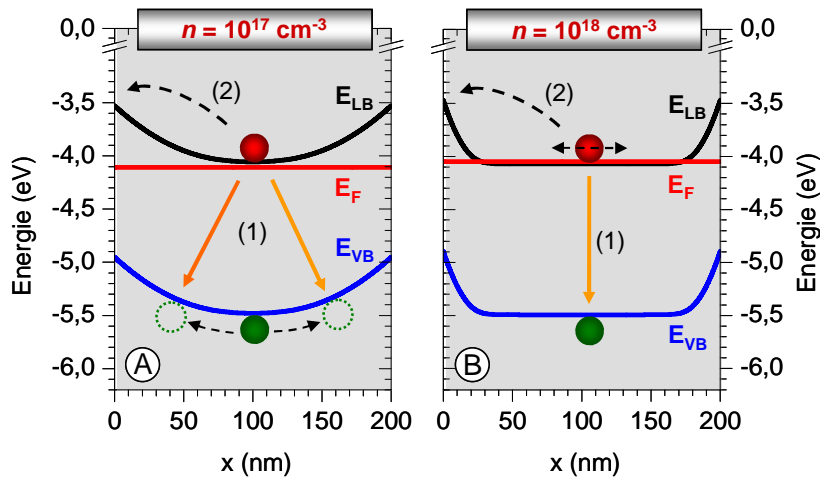 n = 10^17 cm^-3
n = 10^18 cm^-3
0,0
-3,5
-4,0
-4,5
-5,0
-5,5
-6,0
Energie (eV)
(2)
E_LB
E_F
(1)
E_VB
A
0 50 100 150 200
x (nm)
(2)
E_LB
E_F
(1)
E_VB
B
0 50 100 150 200
x (nm)
0,0
-3,5
-4,0
-4,5
-5,0
-5,5
-6,0
Energie (eV)